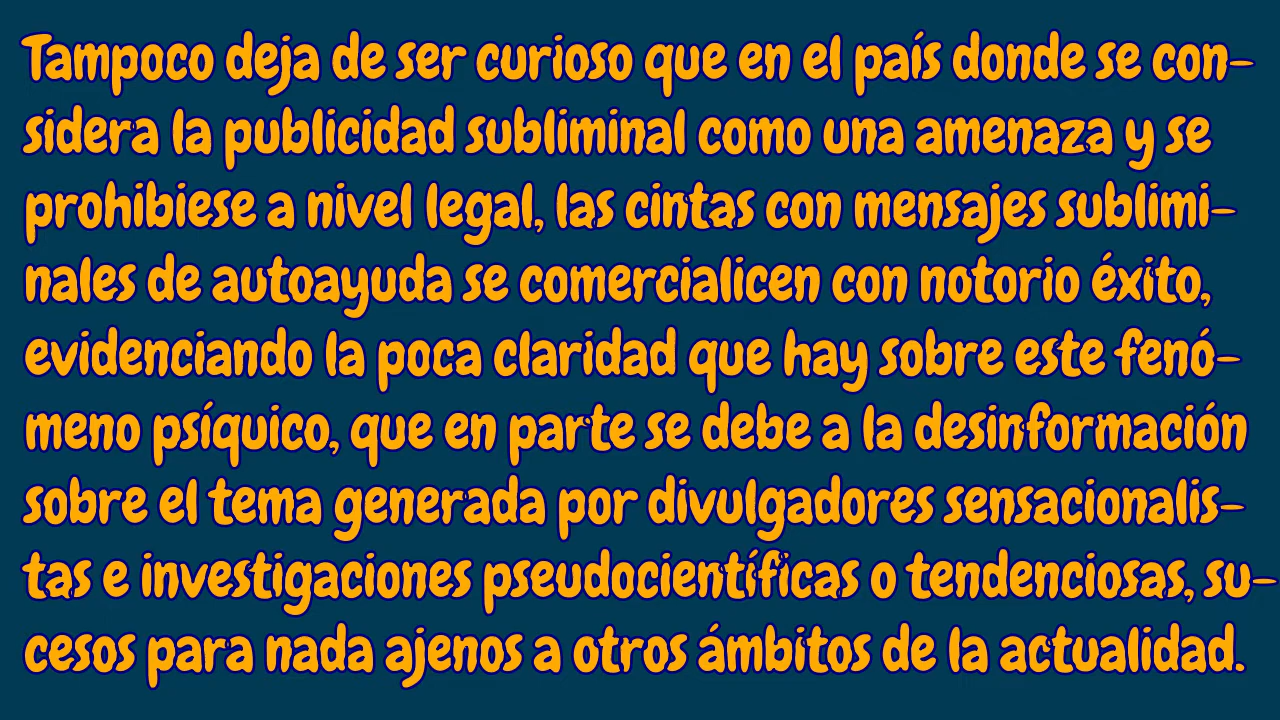 Tampoco deja de ser curioso que en el país donde se con-
sidera la publicidad subliminal como una amenaza y se
prohibiese a nivel legal, las cintas con mensajes sublimi-
nales de autoayuda se comercialicen con notorio éxito,
evidenciando la poca claridad que hay sobre este fenó-
meno psíquico, que en parte se debe a la desinformación
sobre el tema generada por divulgadores sensacionalis-
tas e investigaciones pseudocientíficas o tendenciosas, su-
cesos para nada ajenos a otros ámbitos de la actualidad.